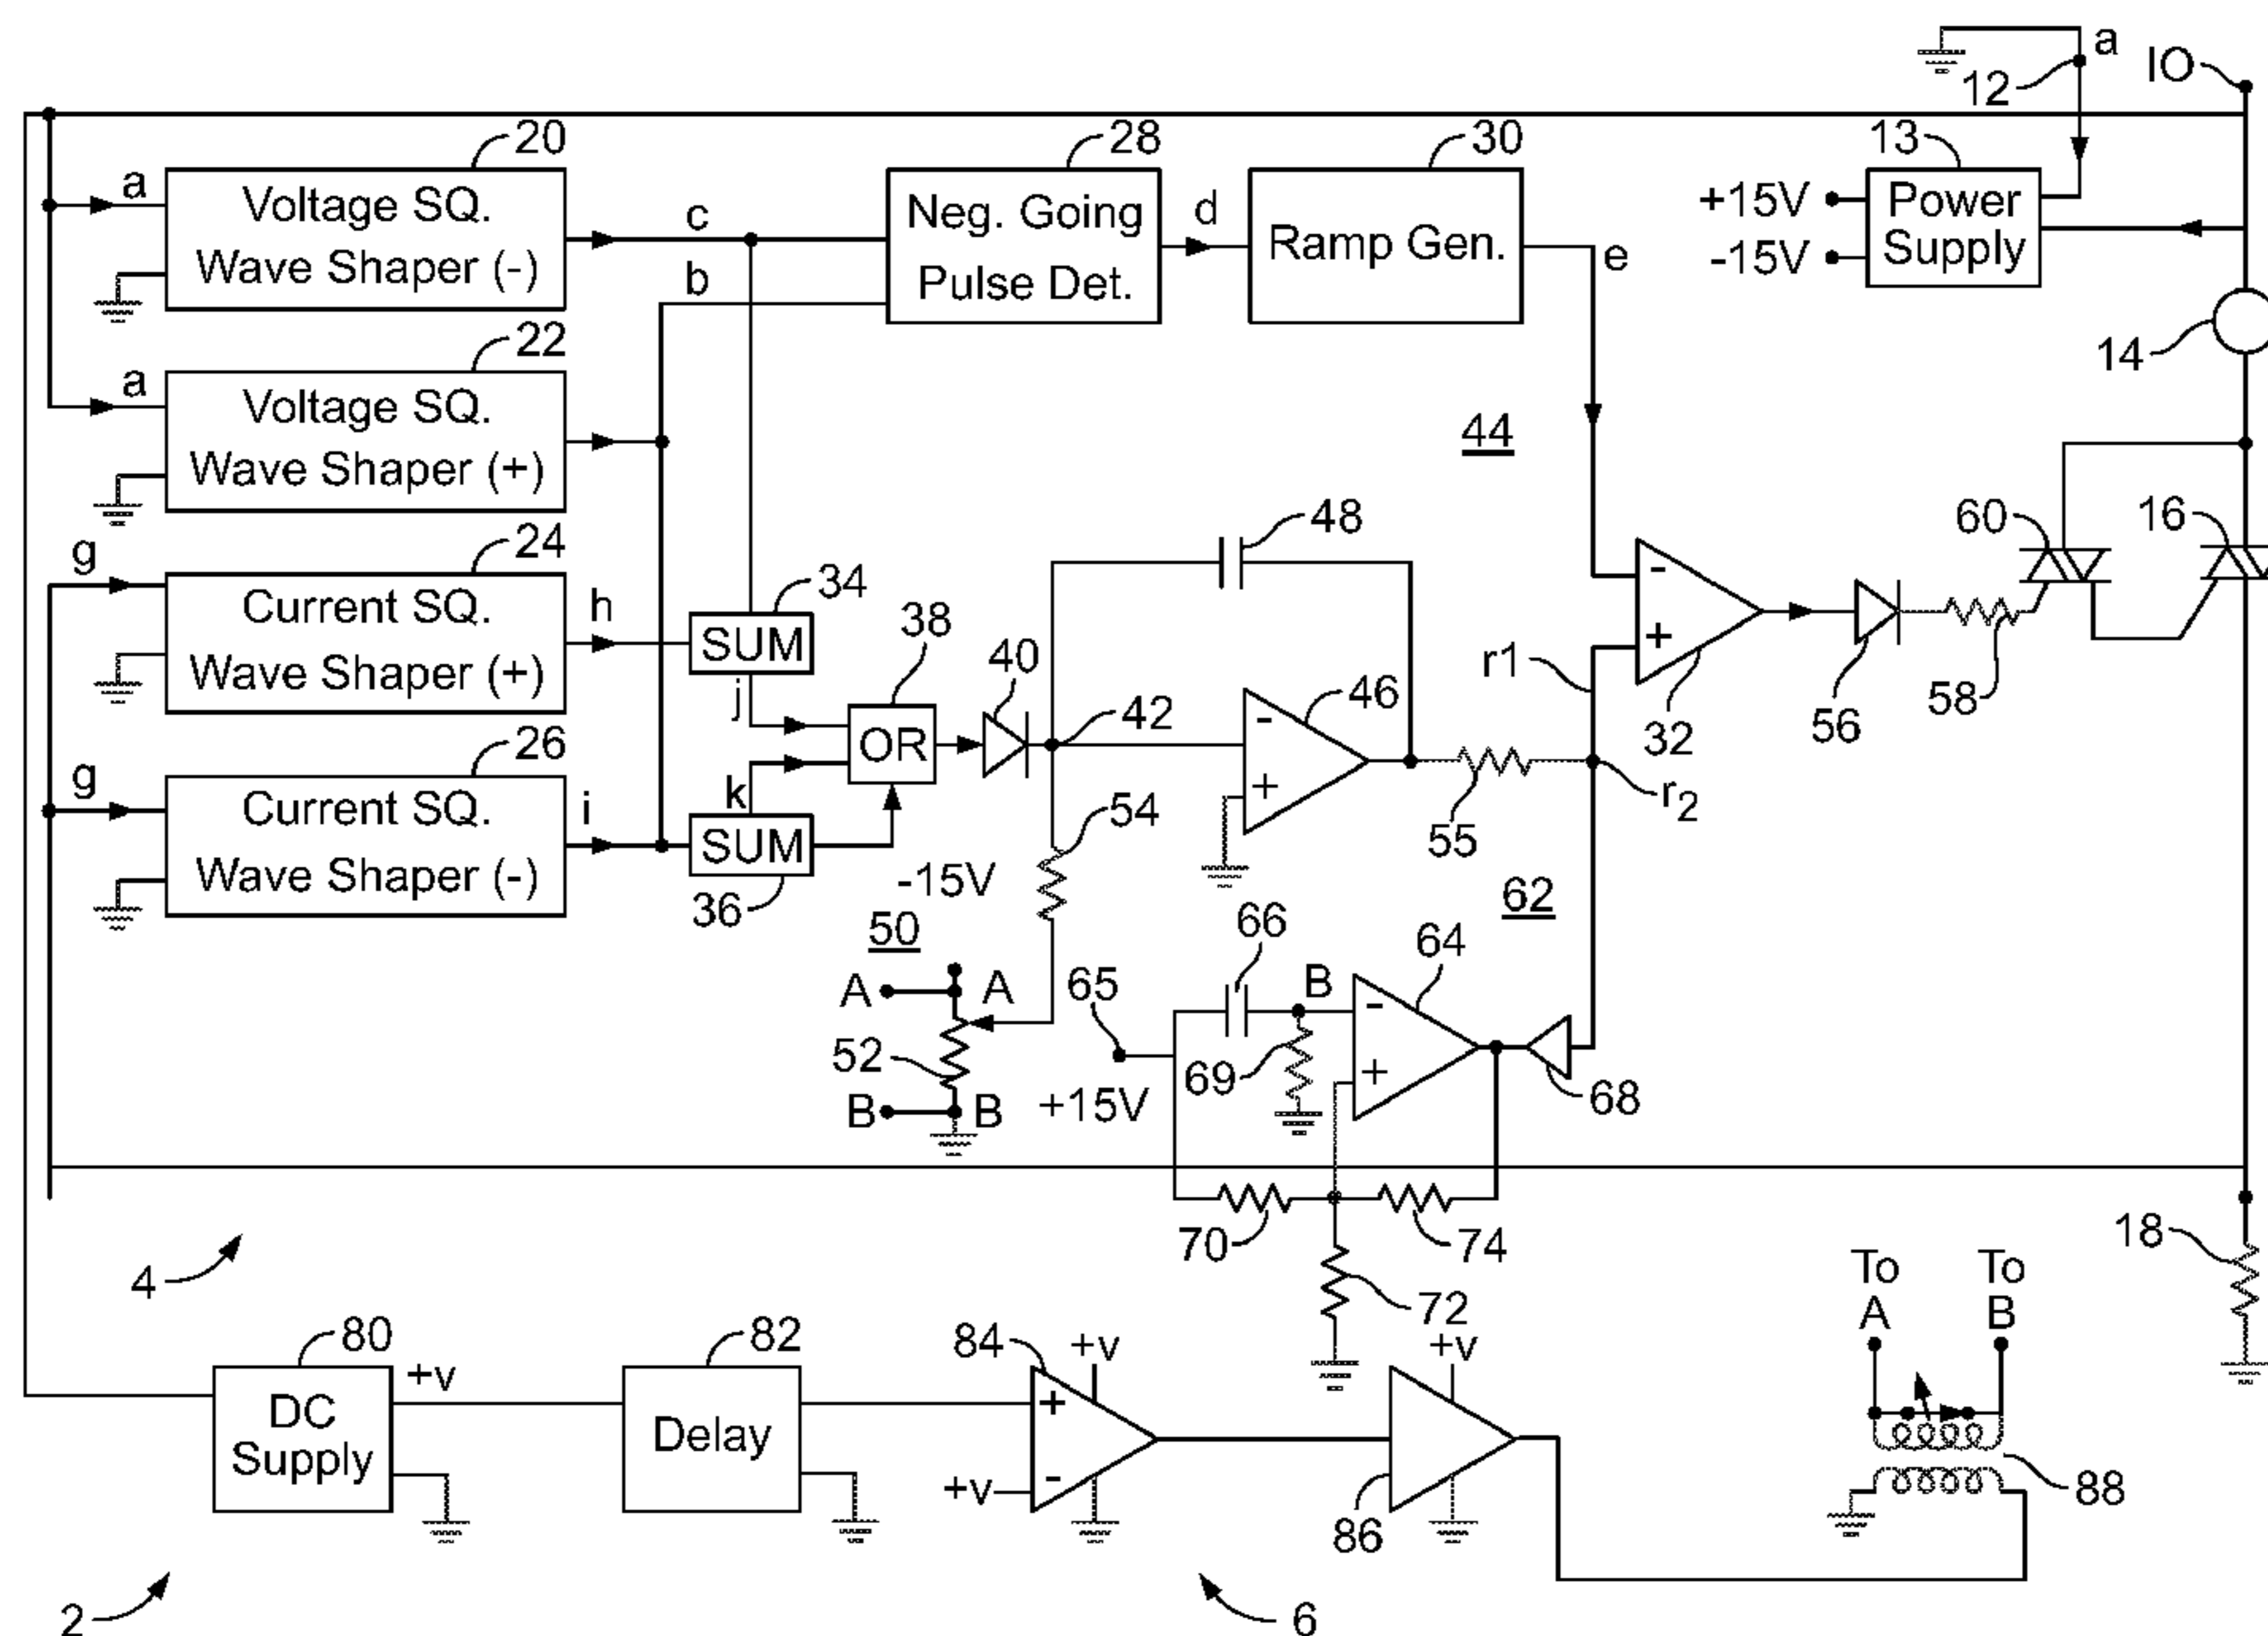 a
12
IO
20
28
30
13
a
Voltage SQ.
Wave Shaper (-)
c
b
Neg. Going
Pulse Det.
d
Ramp Gen.
e
+15V
-15V
Power
Supply
14
22
a
Voltage SQ.
Wave Shaper (+)
44
24
g
Current SQ.
Wave Shaper (+)
h
34
SUM
j
38
OR
40
42
48
-
+
46
-
+
32
r1
r2
55
56
58
60
16
26
g
Current SQ.
Wave Shaper (-)
i
k
SUM
36
54
-15V
50
A
A
52
B
B
62
66
65
+15V
B
69
-
+
64
68
70
74
72
18
4
To
A
To
B
80
DC
Supply
+v
82
Delay
84
+v
+
-
+v
+v
86
88
2
6